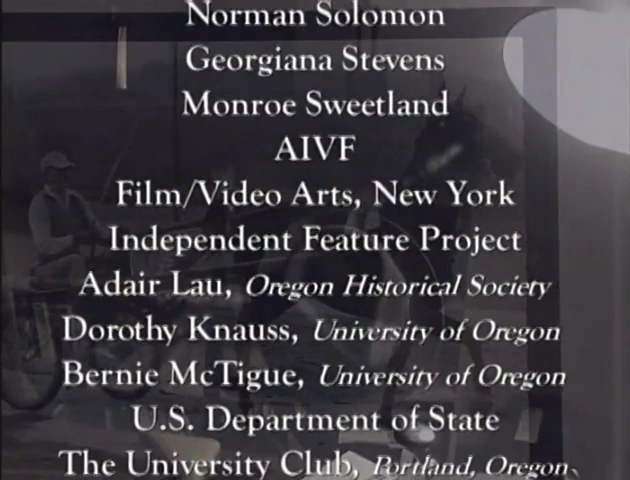 Norman Solomon
Georgiana Stevens
Monroe Sweetland
AIVF
Film/Video Arts, New York
Independent Feature Project
Adair Lau, Oregon Historical Society
Dorothy Knauss, University of Oregon
Bernie McTigue, University of Oregon
U.S. Department of State
The University Club, Portland, Oregon